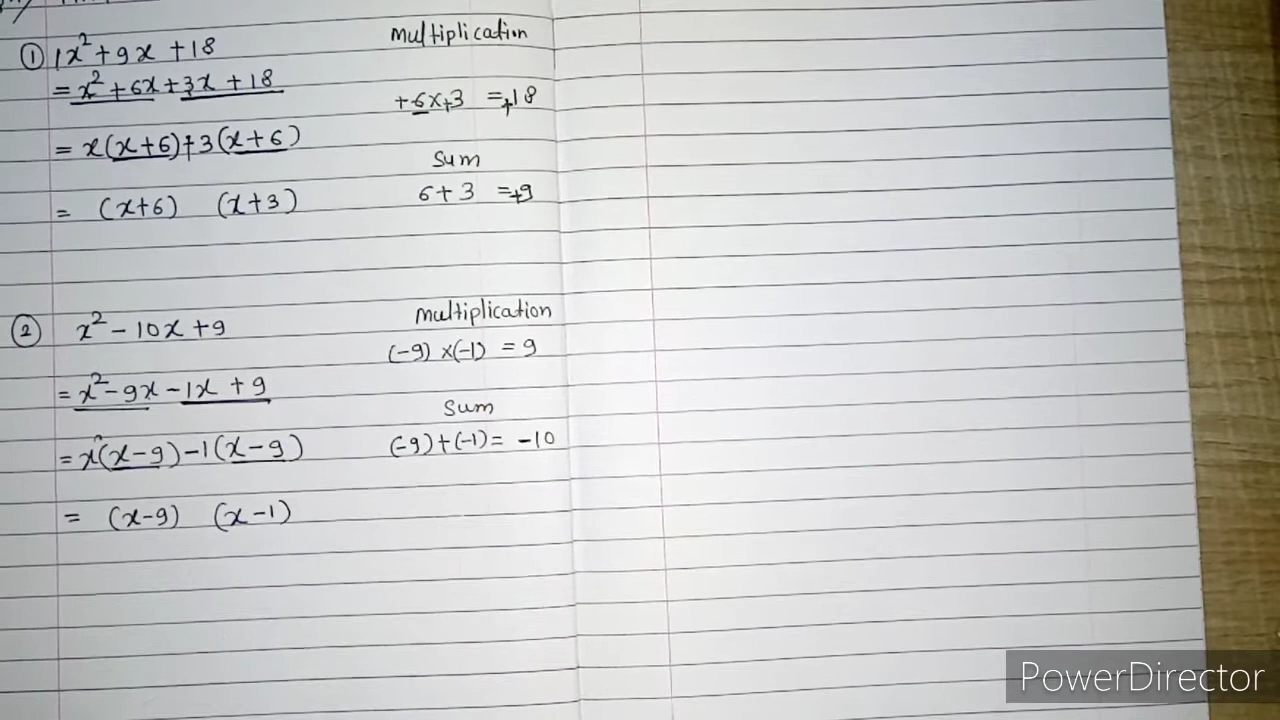 ① 1x² + 9x + 18 multiplication
= x² + 6x + 3x + 18
+6x+3 = +18
= x(x+6)+3(x+6)
Sum
= (x+6) (x+3) 6+3 = +9
② x² - 10x + 9 multiplication
(-9) x(-1) = 9
= x² - 9x - 1x + 9
Sum
= x(x-9)-1(x-9) (-9)+(-1)= -10
= (x-9) (x-1)
PowerDirector